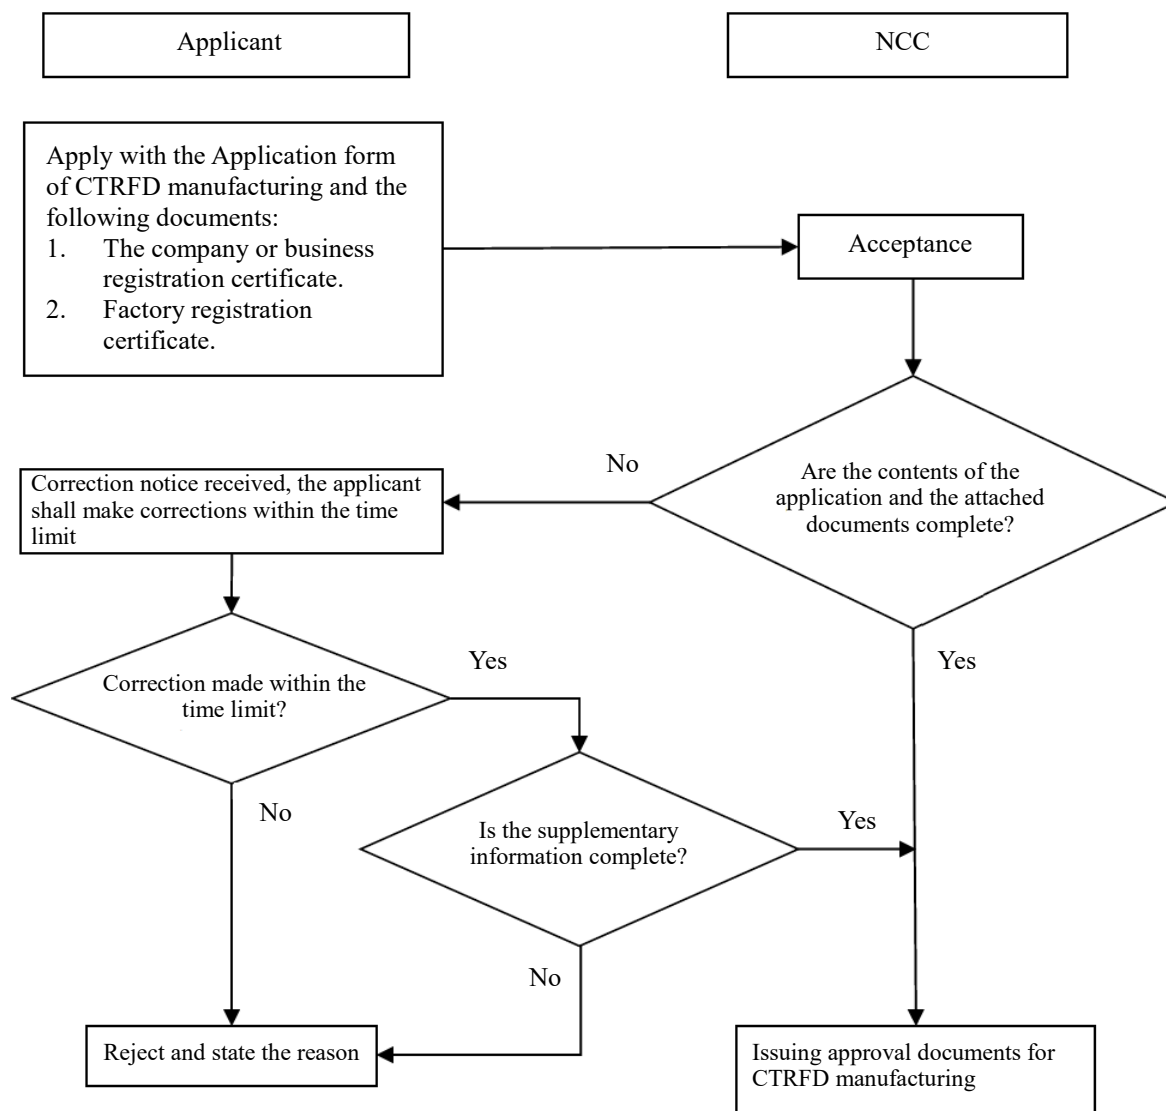 Applicant
NCC
Apply with the Application form
of CTRFD manufacturing and the
following documents:
1. The company or business
registration certificate.
2. Factory registration
certificate.
Acceptance
No
Are the contents of the
application and the attached
documents complete?
Correction notice received, the applicant
shall make corrections within the time
limit
Yes
Yes
Correction made within the
time limit?
No
Is the supplementary
information complete?
Yes
No
Reject and state the reason
Issuing approval documents for
CTRFD manufacturing